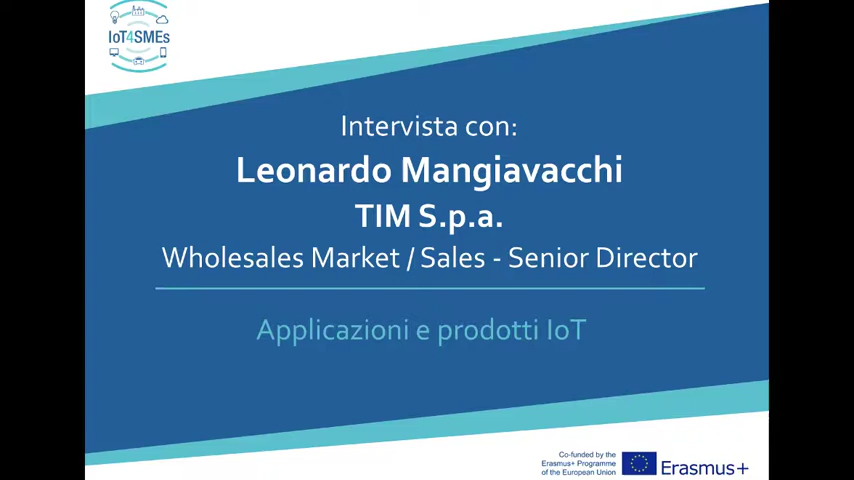 IoT4SMEs
Intervista con:
Leonardo Mangiavacchi
TIM S.p.a.
Wholesales Market / Sales - Senior Director
Applicazioni e prodotti IoT
Co-funded by the
Erasmus+ Programme
of the European Union
Erasmus+